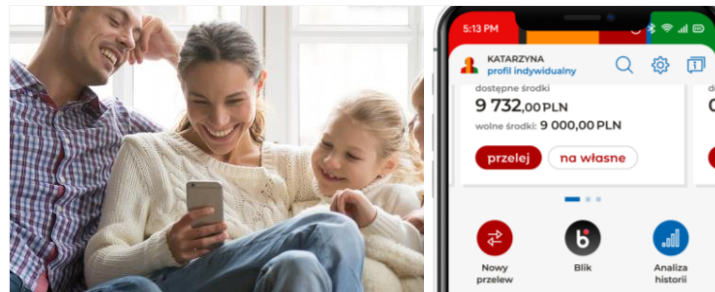 5:13 PM
KATARZYNA
profil indywidualny
dostępne środki
9 732,00 PLN
wolne środki: 9 000,00 PLN
przelej
na własne
Nowy
przelew
Blik
Analiza
historii